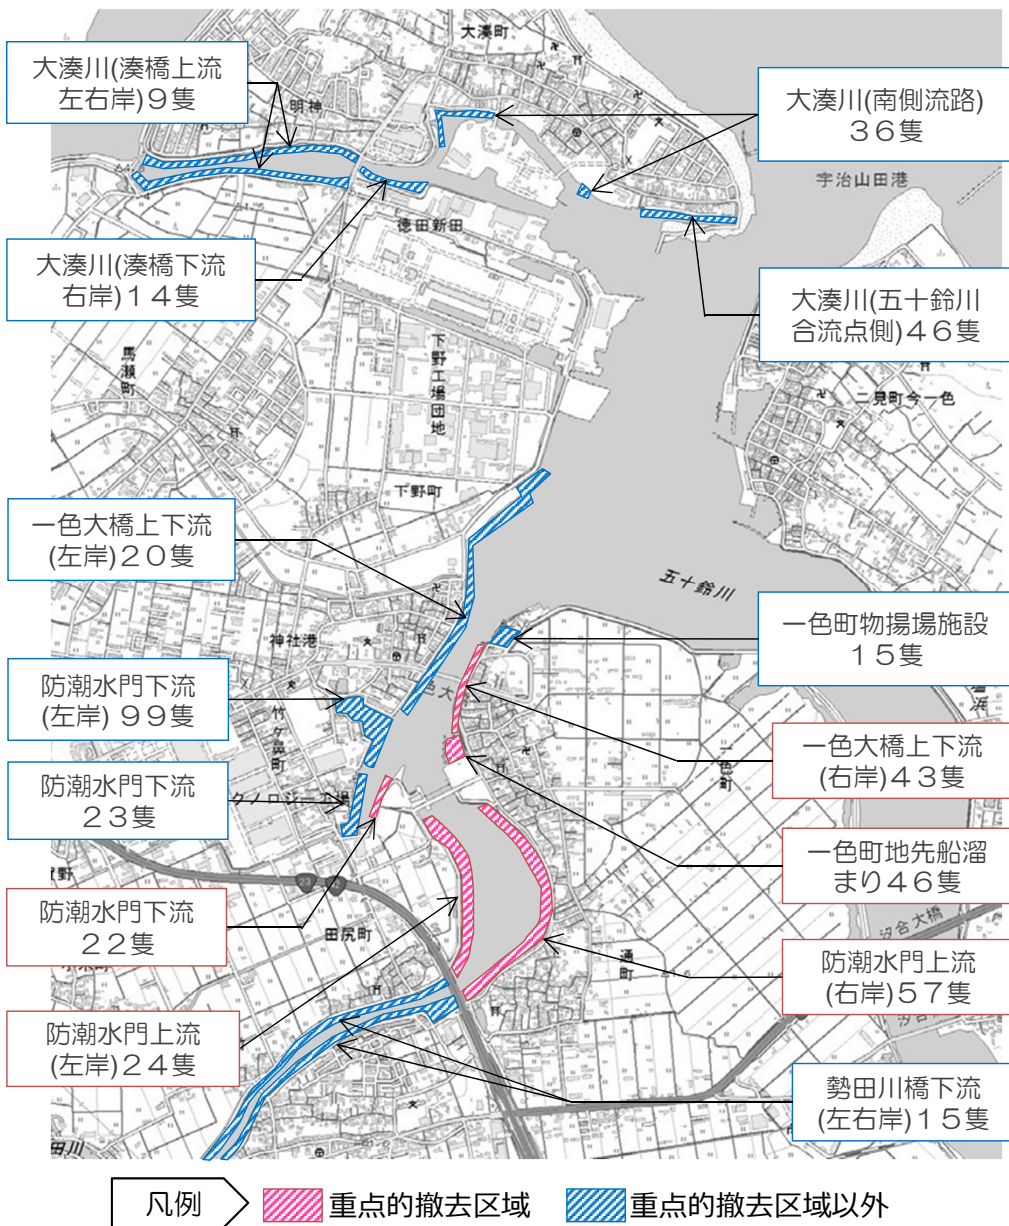 大湊町
大湊川(湊橋上流
左右岸)９隻
明神
大湊川(南側流路)
３６隻
宇治山田港
徳田新田
大湊川(湊橋下流
右岸)１４隻
大湊川(五十鈴川
合流点側)４６隻
馬瀬町
下野工場団地
二見町今一色
下野町
一色大橋上下流
(左岸)２０隻
五十鈴川
神社港
一色町物揚場施設
１５隻
防潮水門下流
(左岸) ９９隻
竹ヶ鼻町
一色町
一色大橋上下流
(右岸)４３隻
防潮水門下流
２３隻
クノロジー
一色町地先船溜
まり４６隻
23
42
防潮水門下流
２２隻
田尻町
汐合大橋
通町
防潮水門上流
(右岸)５７隻
防潮水門上流
(左岸)２４隻
勢田川橋下流
(左右岸)１５隻
田川
凡例
重点的撤去区域
重点的撤去区域以外